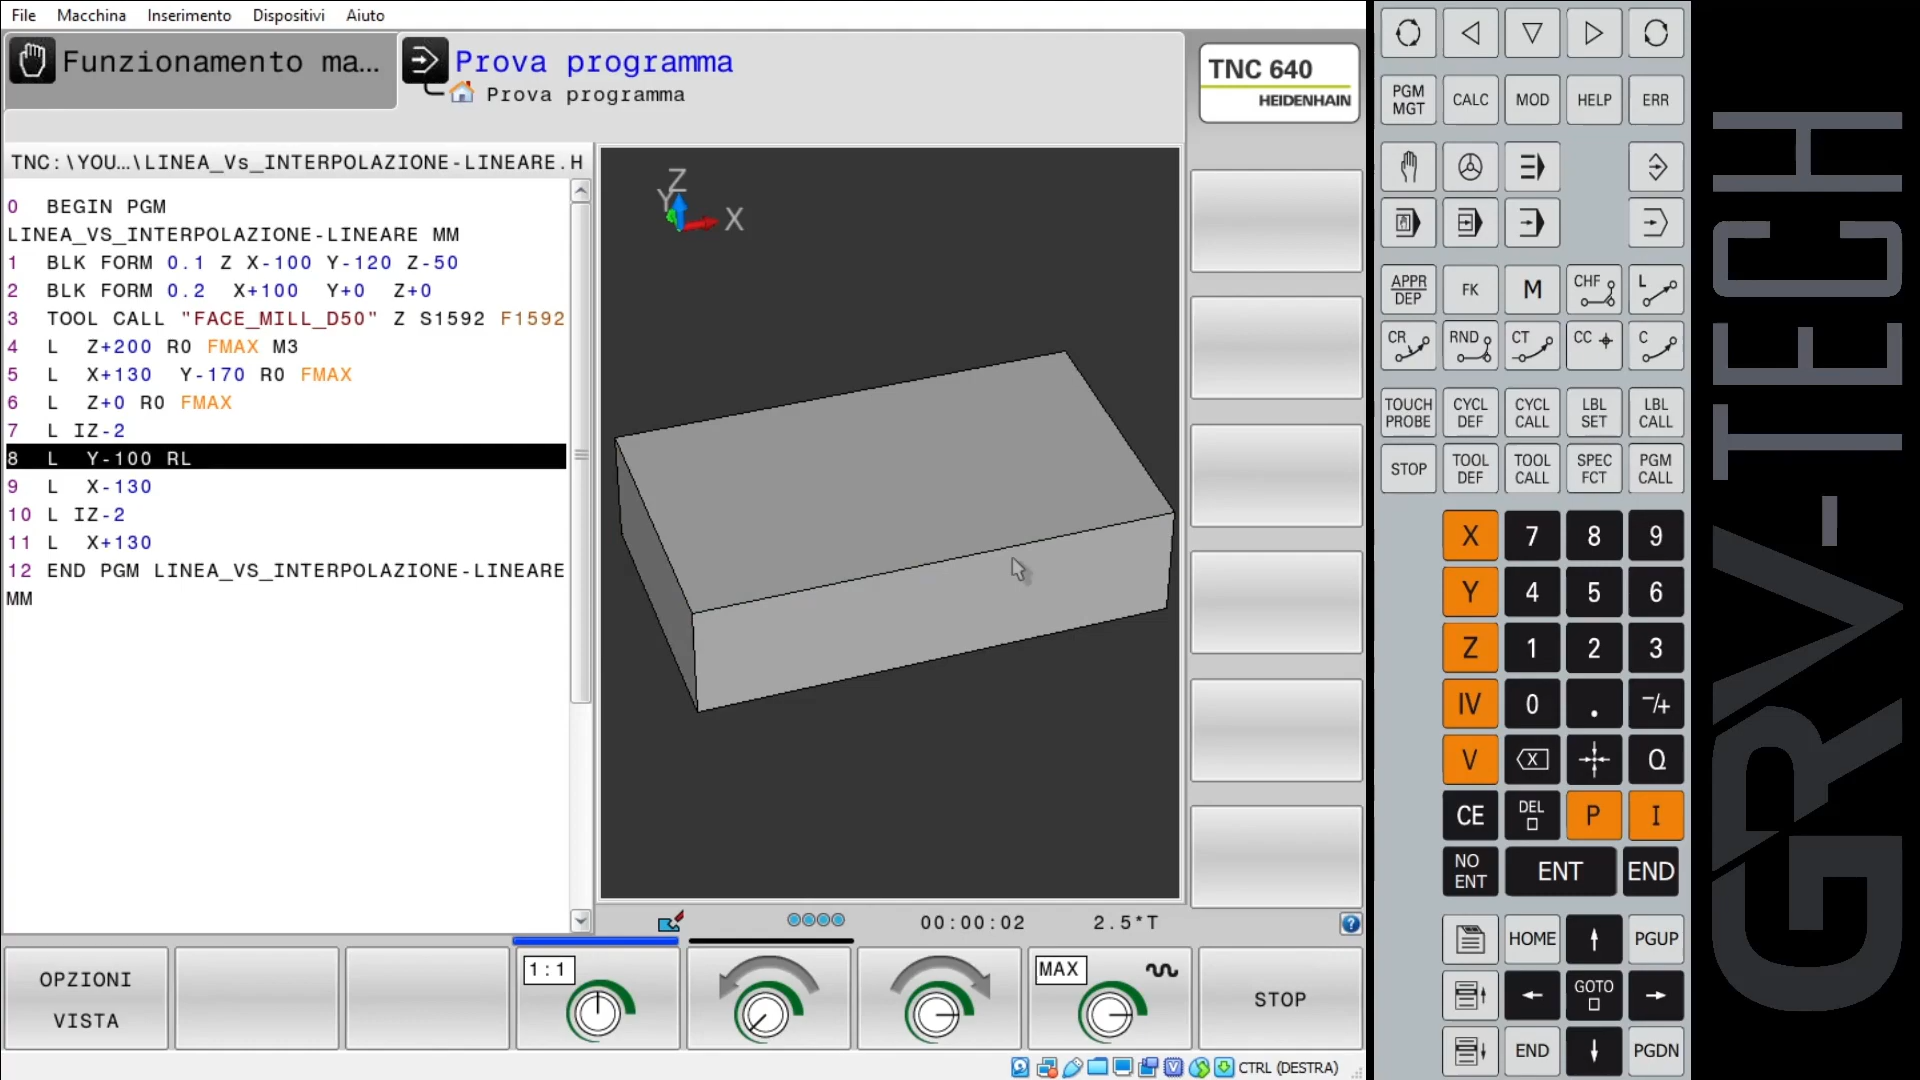 File Macchina Inserimento Dispositivi Aiuto
Funzionamento ma...
Prova programma
Prova programma
TNC 640
HEIDENHAIN
TNC:\YOU...\LINEA_Vs_INTERPOLAZIONE-LINEARE.H
0 BEGIN PGM
LINEA_VS_INTERPOLAZIONE-LINEARE MM
1 BLK FORM 0.1 Z X-100 Y-120 Z-50
2 BLK FORM 0.2 X+100 Y+0 Z+0
3 TOOL CALL "FACE_MILL_D50" Z S1592 F1592
4 L Z+200 R0 FMAX M3
5 L X+130 Y-170 R0 FMAX
6 L Z+0 R0 FMAX
7 L IZ-2
8 L Y-100 RL
9 L X-130
10 L IZ-2
11 L X+130
12 END PGM LINEA_VS_INTERPOLAZIONE-LINEARE
MM
Z
Y
X
00:00:02 2.5*T
OPZIONI
VISTA
1:1
MAX
STOP
CTRL (DESTRA)
PGM
MGT
CALC
MOD
HELP
ERR
APPR
DEP
FK
M
CHF
L
CR
RND
CT
CC
C
TOUCH
PROBE
CYCL
DEF
CYCL
CALL
LBL
SET
LBL
CALL
STOP
TOOL
DEF
TOOL
CALL
SPEC
FCT
PGM
CALL
X 7 8 9
Y 4 5 6
Z 1 2 3
IV 0 . −/+
V X Q
CE
DEL
P I
NO
ENT
ENT
END
HOME
PGUP
GOTO
END
PGDN
GRV-TECH